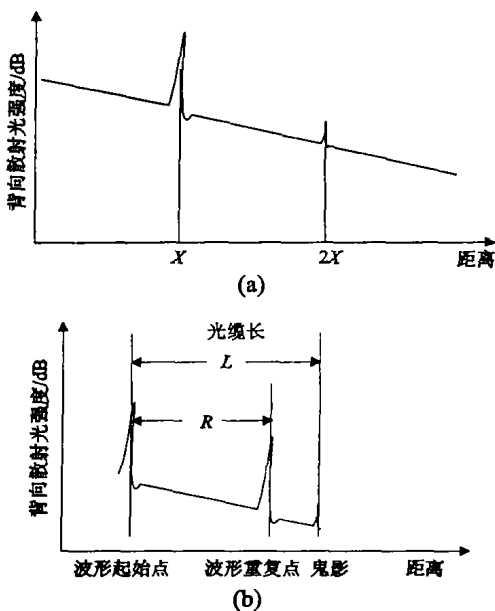 背向散射光强度/dB
X
2X
距离
(a)
背向散射光强度/dB
光缆长
L
R
波形起始点
波形重复点
鬼影
距离
(b)